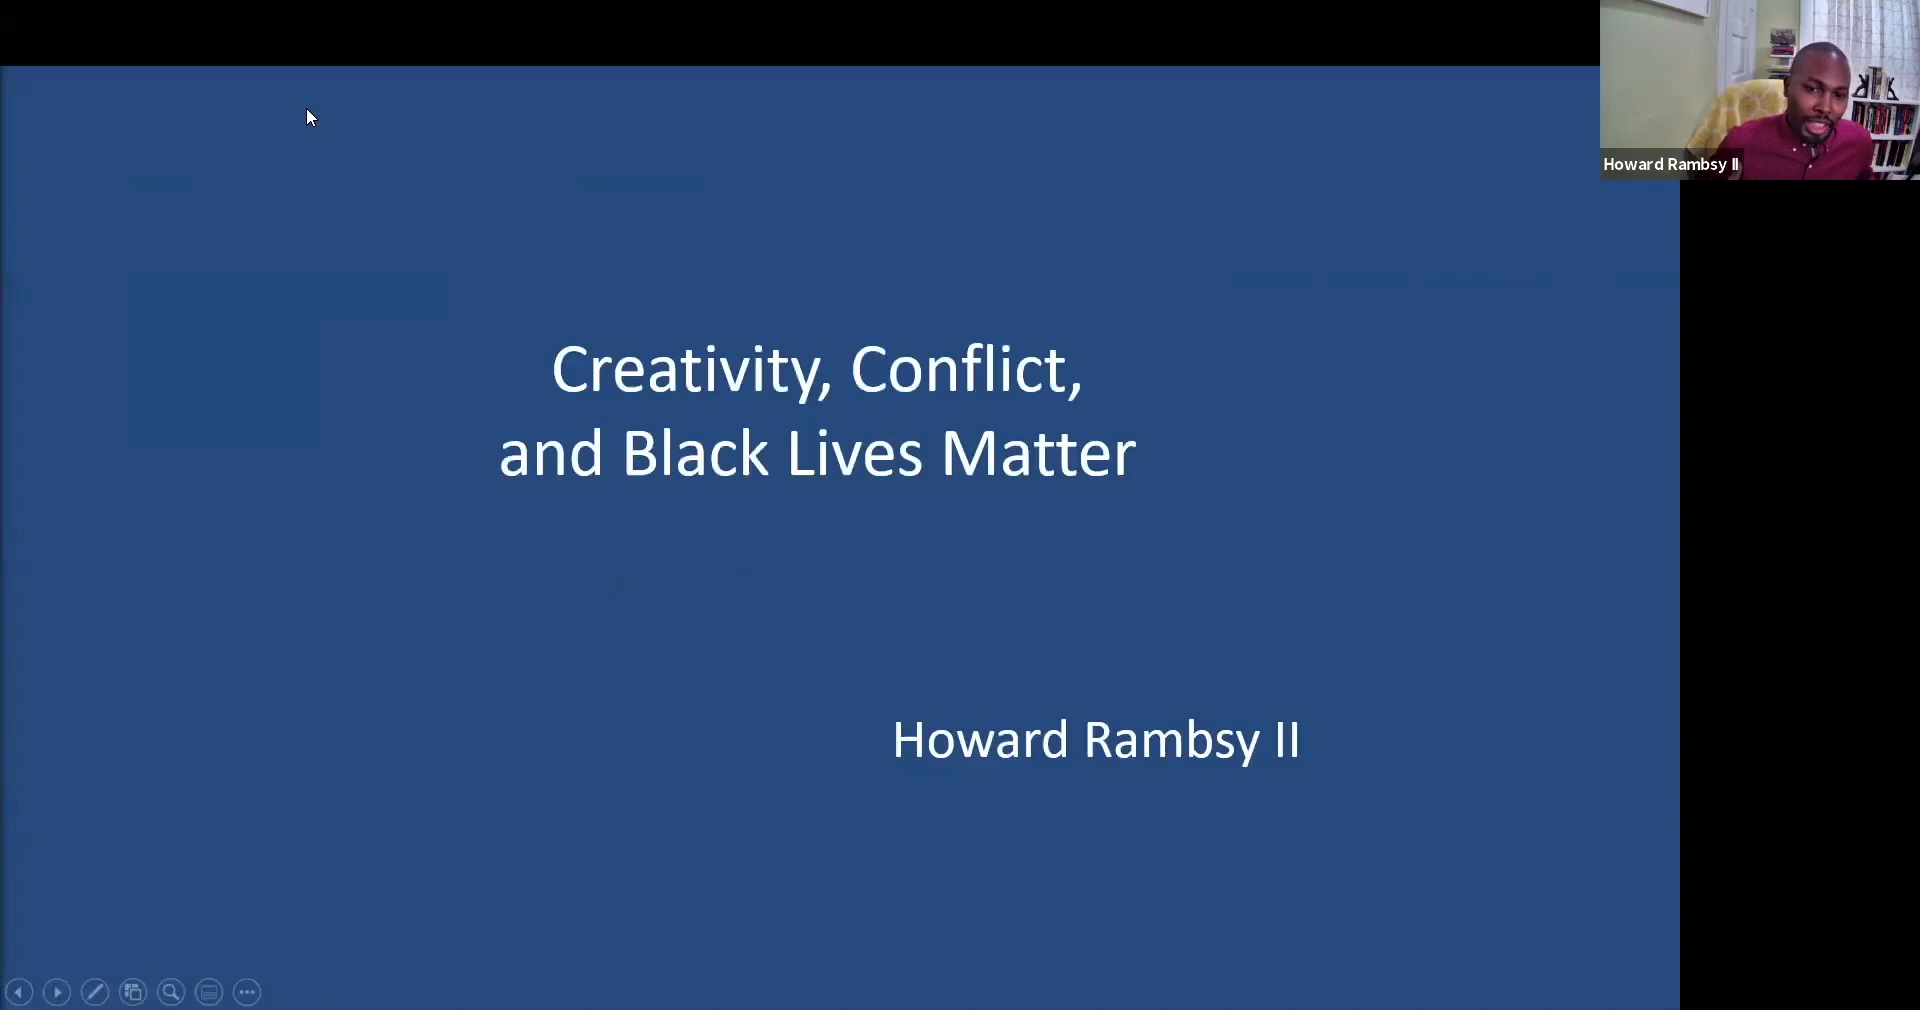 Howard Rambsy II
Creativity, Conflict,
and Black Lives Matter
Howard Rambsy II